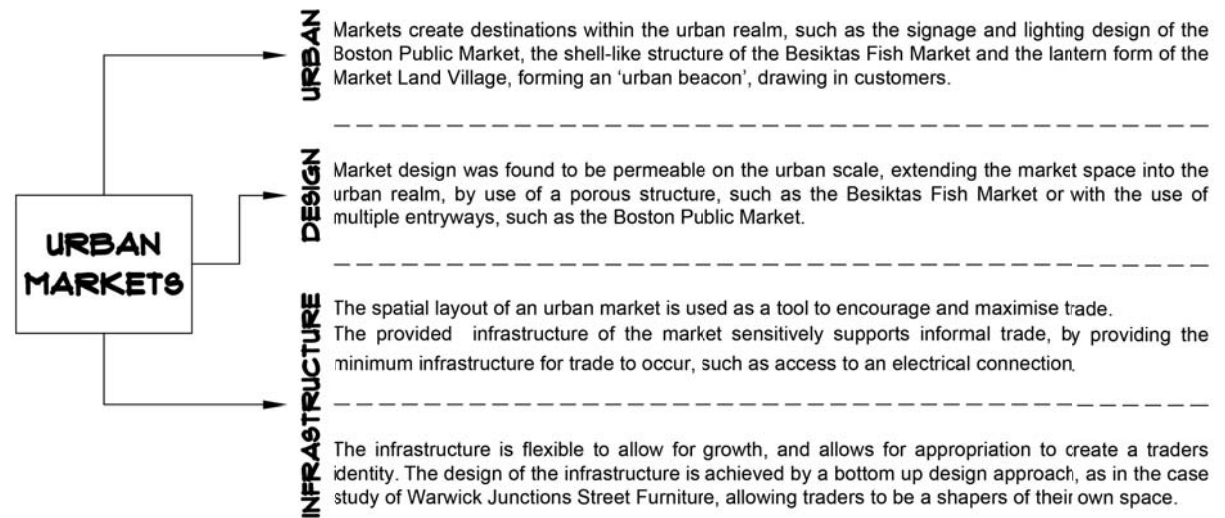 URBAN
MARKETS
URBAN
Markets create destinations within the urban realm, such as the signage and lighting design of the
Boston Public Market, the shell-like structure of the Besiktas Fish Market and the lantern form of the
Market Land Village, forming an ‘urban beacon’, drawing in customers.
DESIGN
Market design was found to be permeable on the urban scale, extending the market space into the
urban realm, by use of a porous structure, such as the Besiktas Fish Market or with the use of
multiple entryways, such as the Boston Public Market.
INFRASTRUCTURE
The spatial layout of an urban market is used as a tool to encourage and maximise trade.
The provided infrastructure of the market sensitively supports informal trade, by providing the
minimum infrastructure for trade to occur, such as access to an electrical connection.
The infrastructure is flexible to allow for growth, and allows for appropriation to create a traders
identity. The design of the infrastructure is achieved by a bottom up design approach, as in the case
study of Warwick Junctions Street Furniture, allowing traders to be a shapers of their own space.